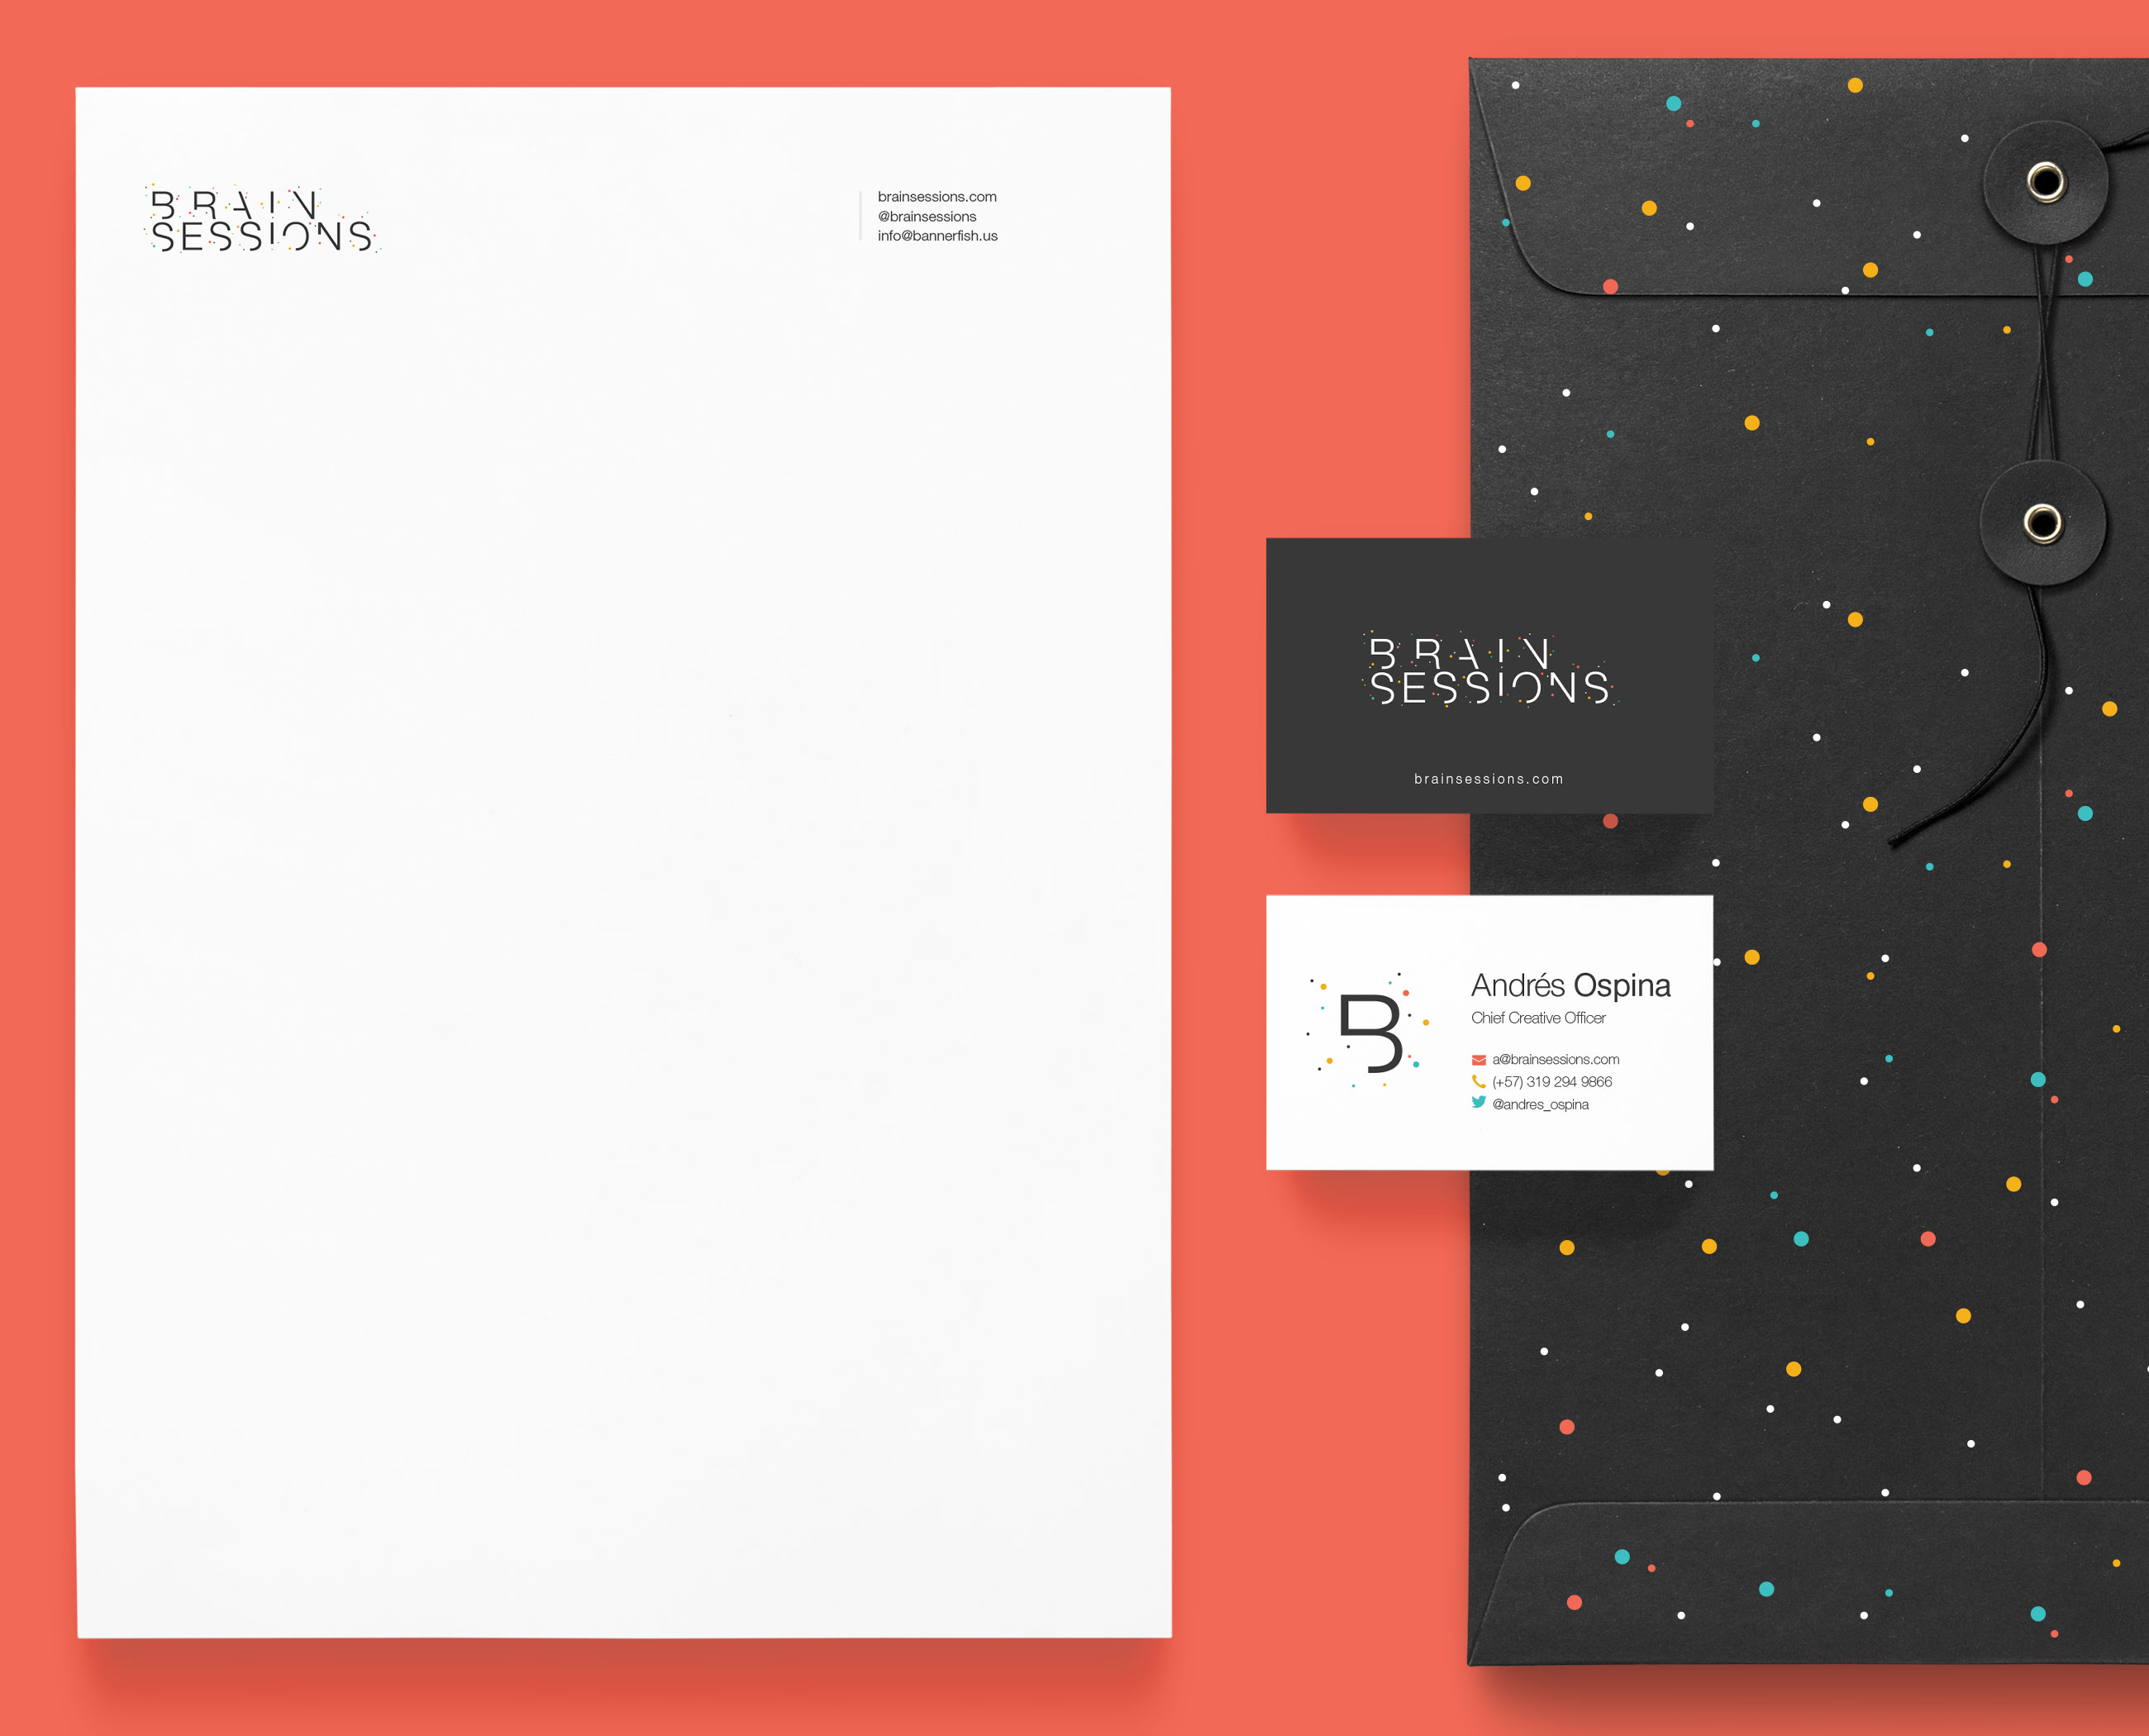 BRAIN
SESSIONS
brainsessions.com
@brainsessions
info@bannerfish.us
BRAIN
SESSIONS
brainsessions.com
B
Andrés Ospina
Chief Creative Officer
a@brainsessions.com
(+57) 319 294 9866
@andres_ospina